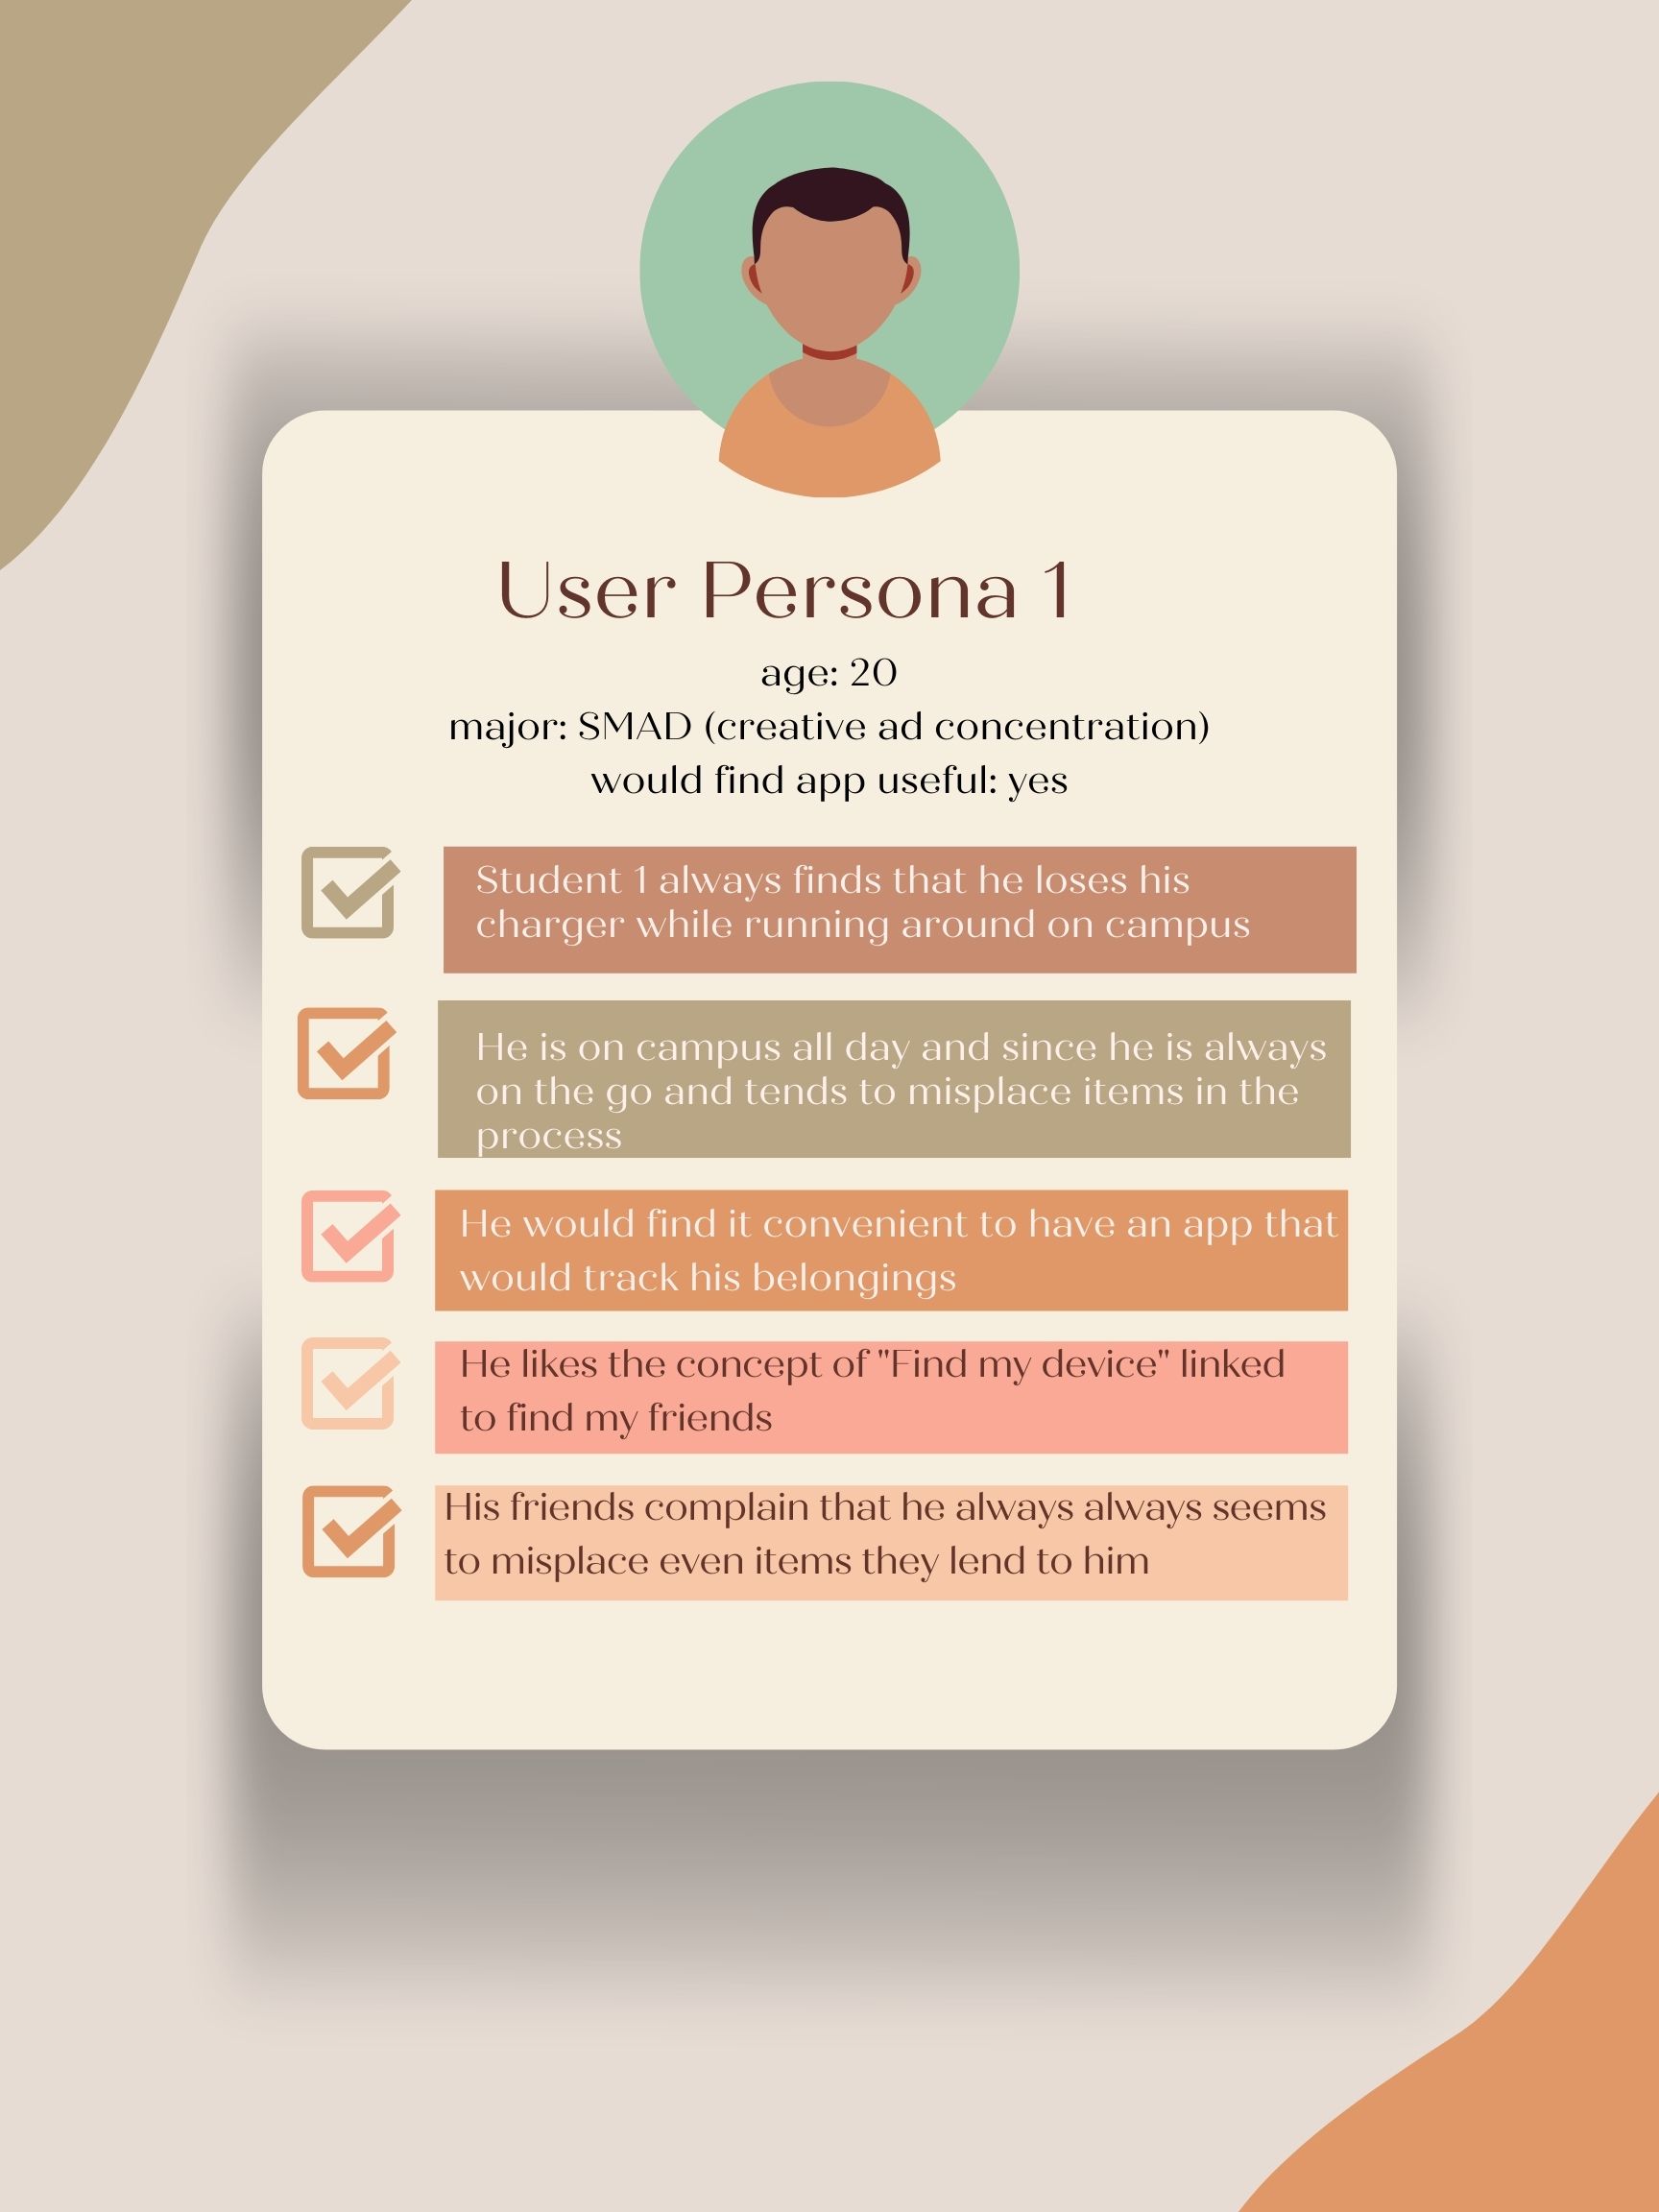 User Persona 1
age: 20
major: SMAD (creative ad concentration)
would find app useful: yes
Student 1 always finds that he loses his
charger while running around on campus
He is on campus all day and since he is always
on the go and tends to misplace items in the
process
He would find it convenient to have an app that
would track his belongings
He likes the concept of "Find my device" linked
to find my friends
His friends complain that he always always seems
to misplace even items they lend to him